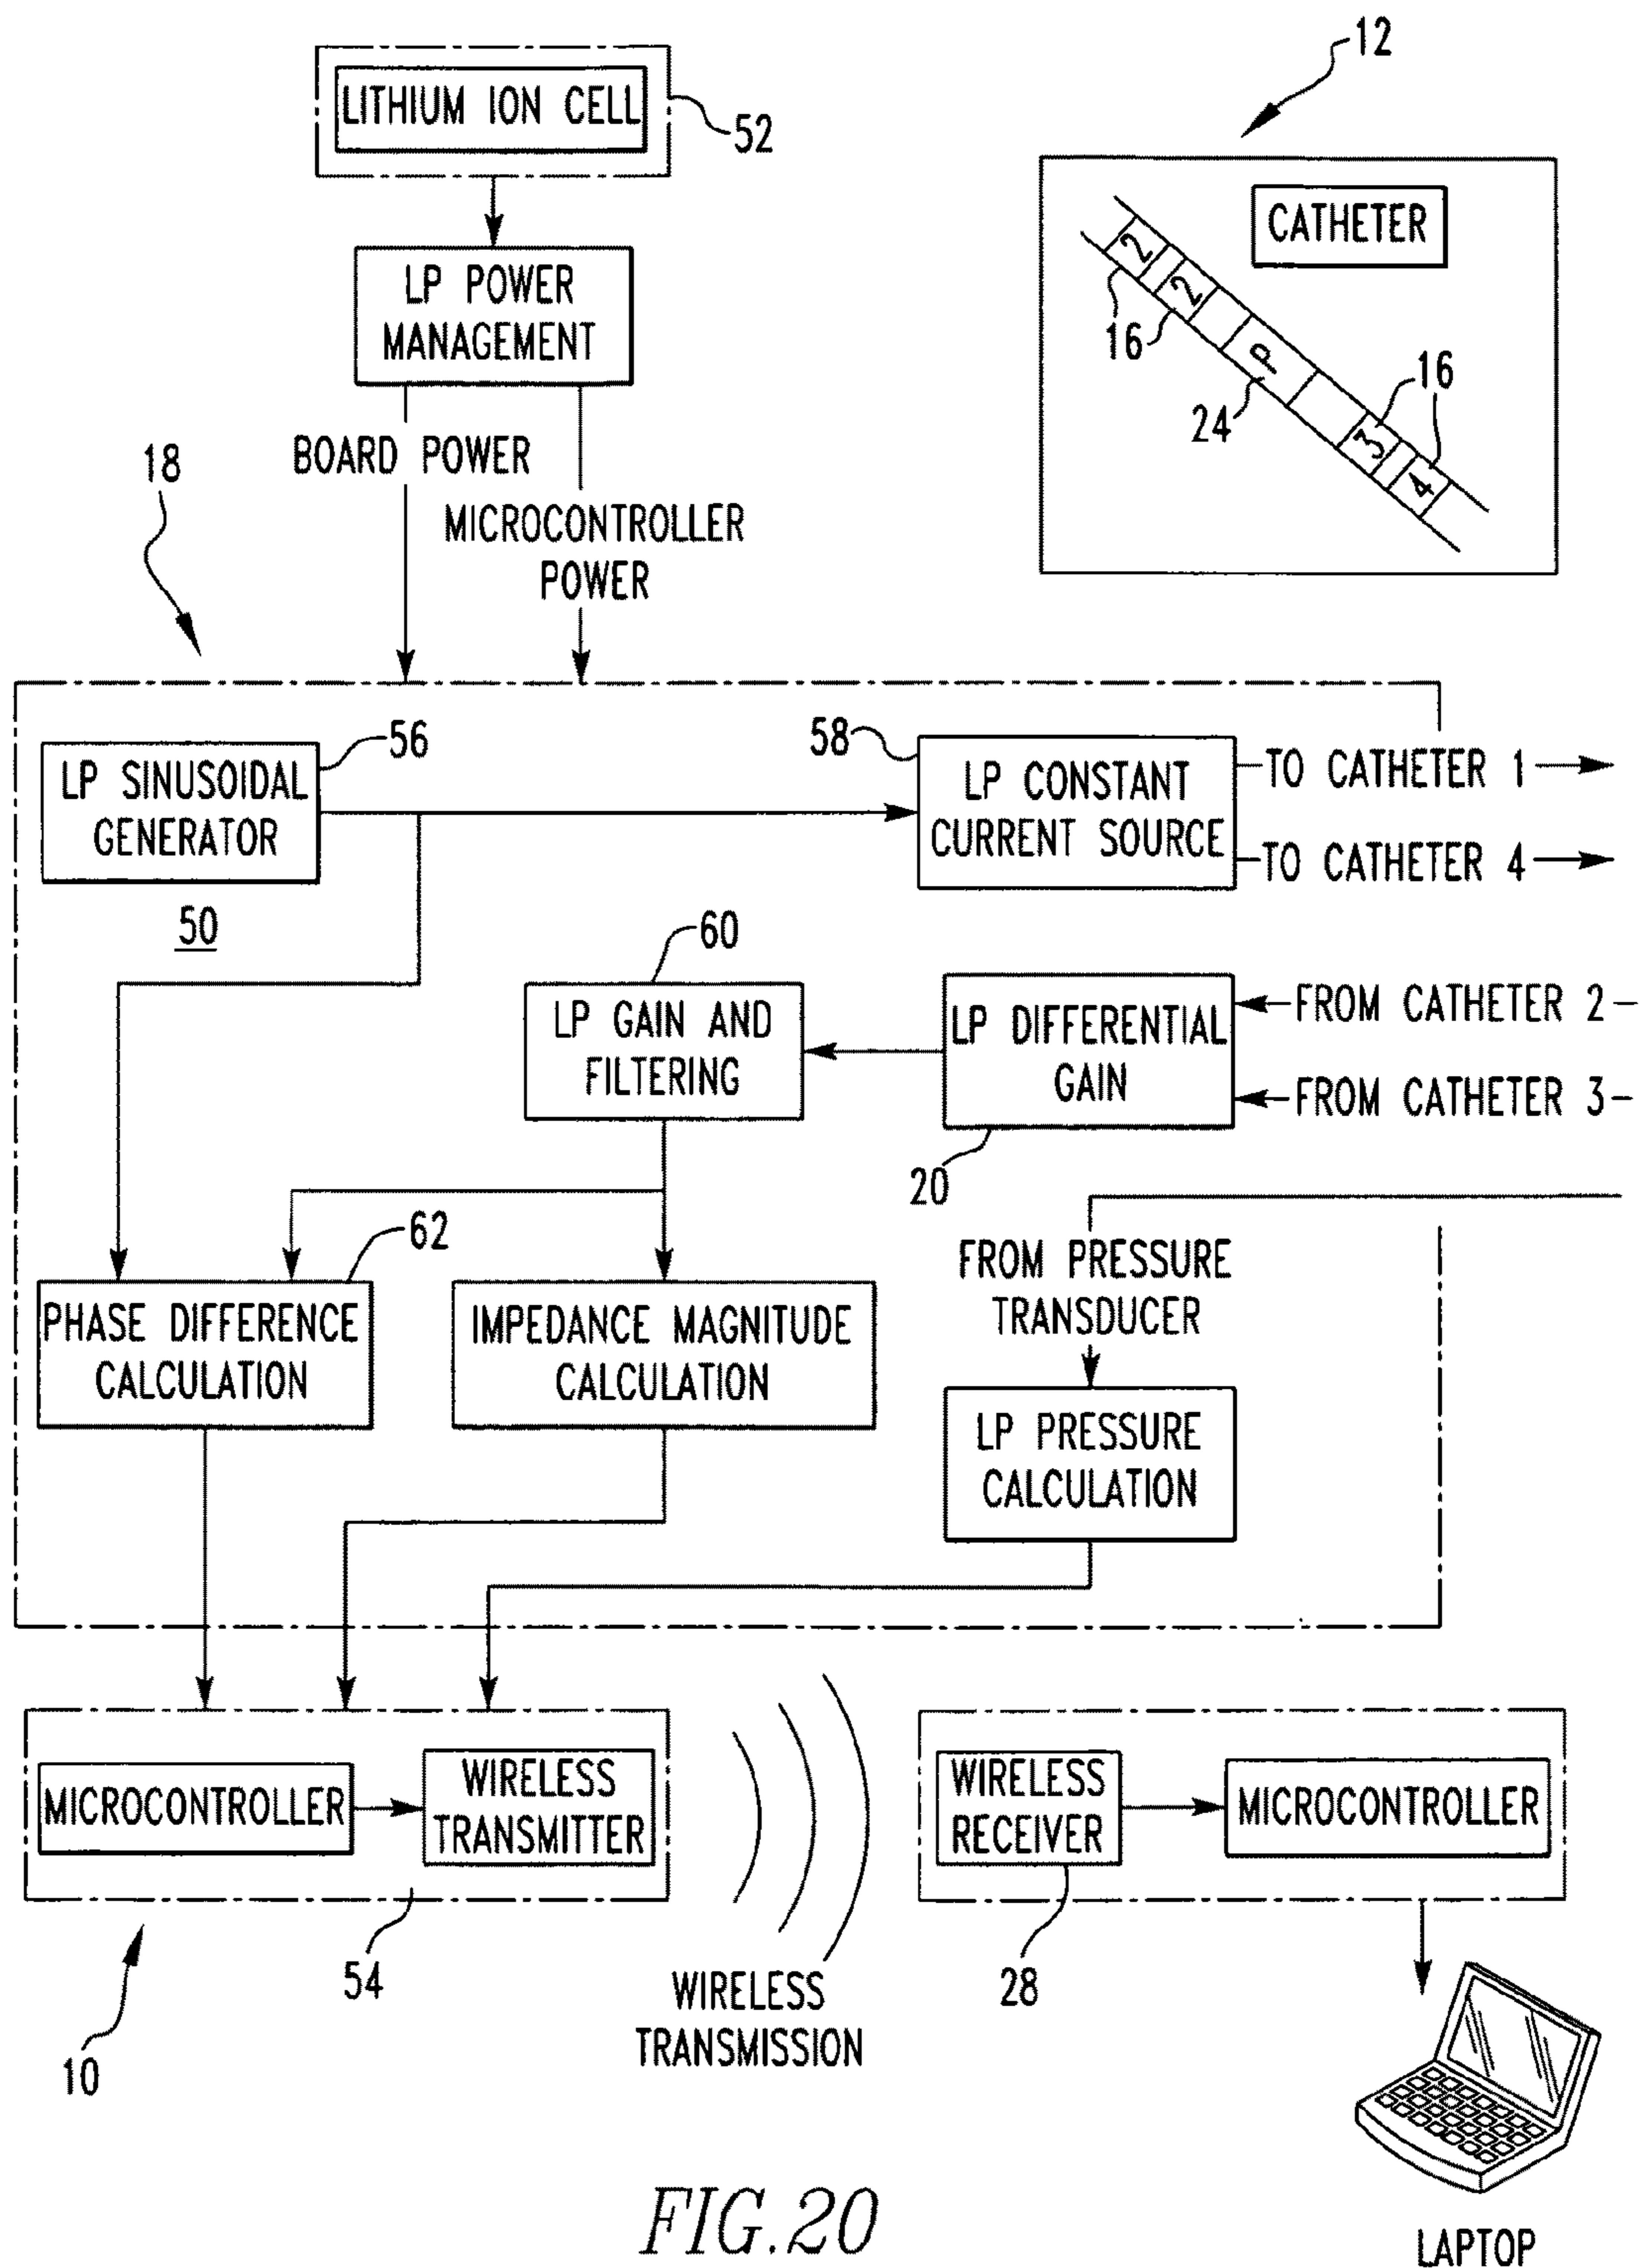 12
LITHIUM ION CELL
52
CATHETER
2
2
P
3
4
16
16
24
LP POWER
MANAGEMENT
BOARD POWER
MICROCONTROLLER
POWER
18
LP SINUSOIDAL
GENERATOR
56
50
58
LP CONSTANT
CURRENT SOURCE
TO CATHETER 1
TO CATHETER 4
60
LP GAIN AND
FILTERING
LP DIFFERENTIAL
GAIN
FROM CATHETER 2
FROM CATHETER 3
20
62
PHASE DIFFERENCE
CALCULATION
IMPEDANCE MAGNITUDE
CALCULATION
FROM PRESSURE
TRANSDUCER
LP PRESSURE
CALCULATION
MICROCONTROLLER
WIRELESS
TRANSMITTER
WIRELESS
RECEIVER
MICROCONTROLLER
10
54
WIRELESS
TRANSMISSION
28
LAPTOP
FIG.20